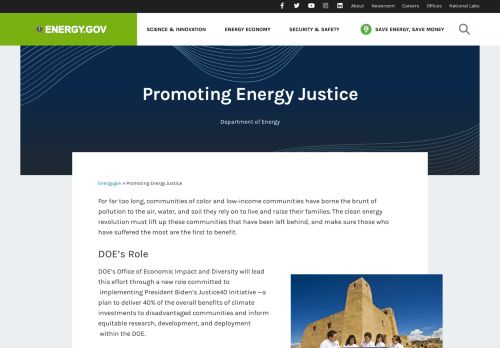 About Newsroom Careers Offices National Labs
ENERGY.GOV SCIENCE & INNOVATION ENERGY ECONOMY SECURITY & SAFETY SAVE ENERGY, SAVE MONEY
Promoting Energy Justice
Department of Energy
Energy.gov » Promoting Energy Justice
For far too long, communities of color and low-income communities have borne the brunt of
pollution to the air, water, and soil they rely on to live and raise their families. The clean energy
revolution must lift up these communities that have been left behind, and make sure those who
have suffered the most are the first to benefit.
DOE's Role
DOE's Office of Economic Impact and Diversity will lead
this effort through a new role committed to
implementing President Biden's Justice40 initiative —a
plan to deliver 40% of the overall benefits of climate
investments to disadvantaged communities and inform
equitable research, development, and deployment
within the DOE.